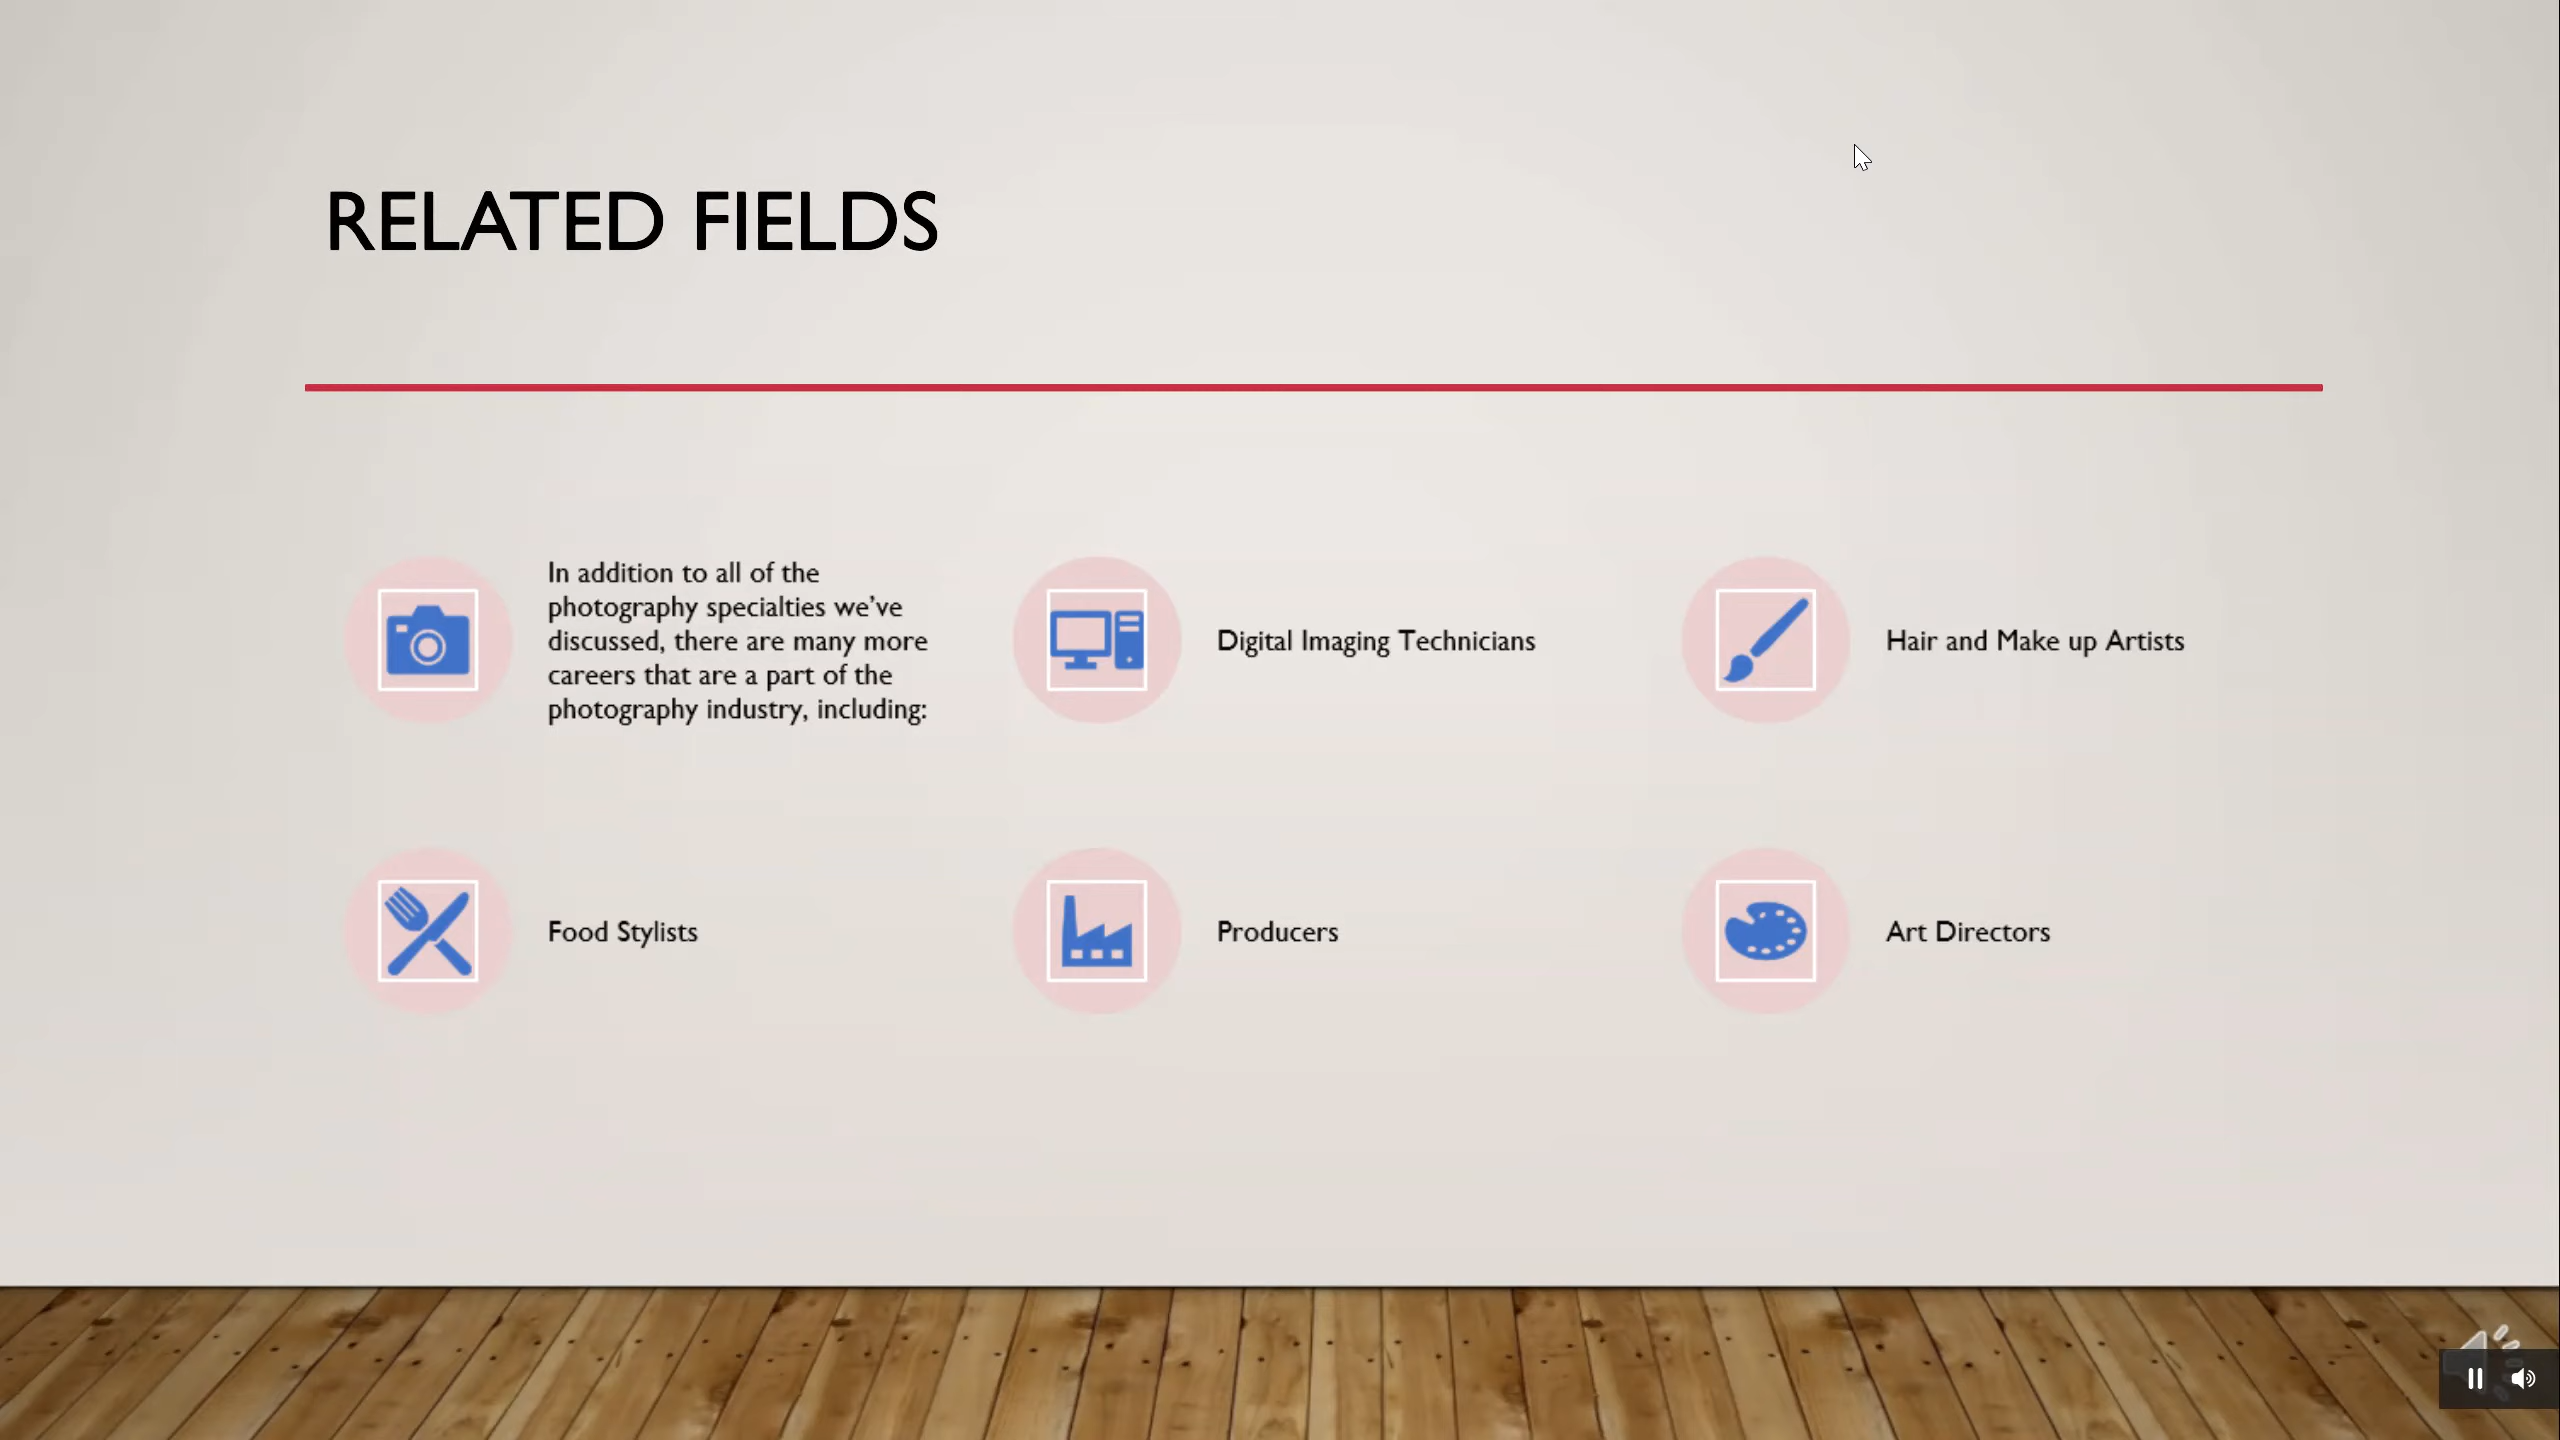 RELATED FIELDS
In addition to all of the
photography specialties we've
discussed, there are many more
careers that are a part of the
photography industry, including:
Digital Imaging Technicians
Hair and Make up Artists
Food Stylists
Producers
Art Directors